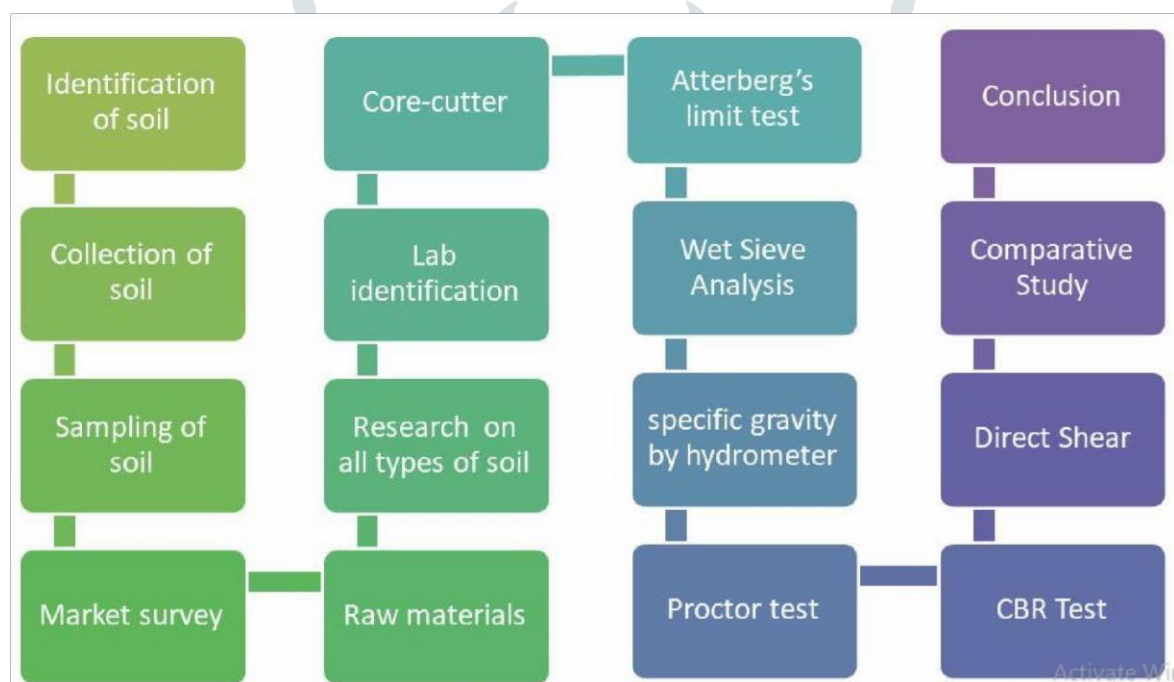 Identification
of soil
Collection of
soil
Sampling of
soil
Market survey
Raw materials
Research on
all types of soil
Lab
identification
Core-cutter
Atterberg's
limit test
Wet Sieve
Analysis
specific gravity
by hydrometer
Proctor test
CBR Test
Direct Shear
Comparative
Study
Conclusion
Activate Wi